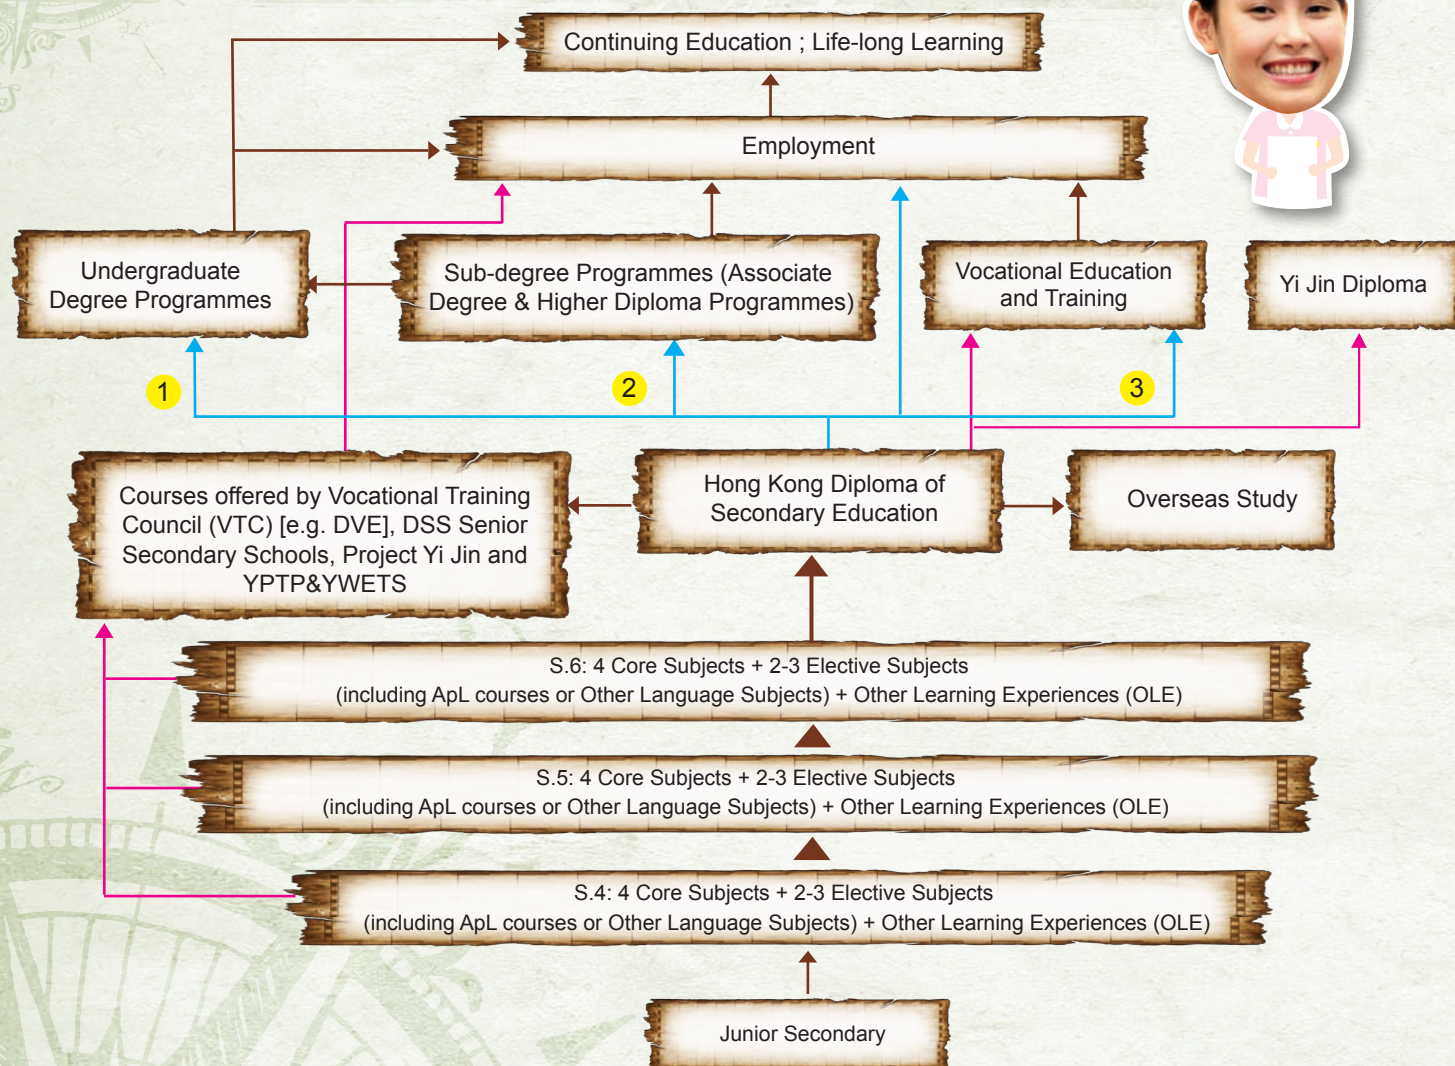 Continuing Education ; Life-long Learning
Employment
Undergraduate
Degree Programmes
Sub-degree Programmes (Associate
Degree & Higher Diploma Programmes)
Vocational Education
and Training
Yi Jin Diploma
1
2
3
Courses offered by Vocational Training
Council (VTC) [e.g. DVE], DSS Senior
Secondary Schools, Project Yi Jin and
YPTP&YWETS
Hong Kong Diploma of
Secondary Education
Overseas Study
S.6: 4 Core Subjects + 2-3 Elective Subjects
(including ApL courses or Other Language Subjects) + Other Learning Experiences (OLE)
S.5: 4 Core Subjects + 2-3 Elective Subjects
(including ApL courses or Other Language Subjects) + Other Learning Experiences (OLE)
S.4: 4 Core Subjects + 2-3 Elective Subjects
(including ApL courses or Other Language Subjects) + Other Learning Experiences (OLE)
Junior Secondary